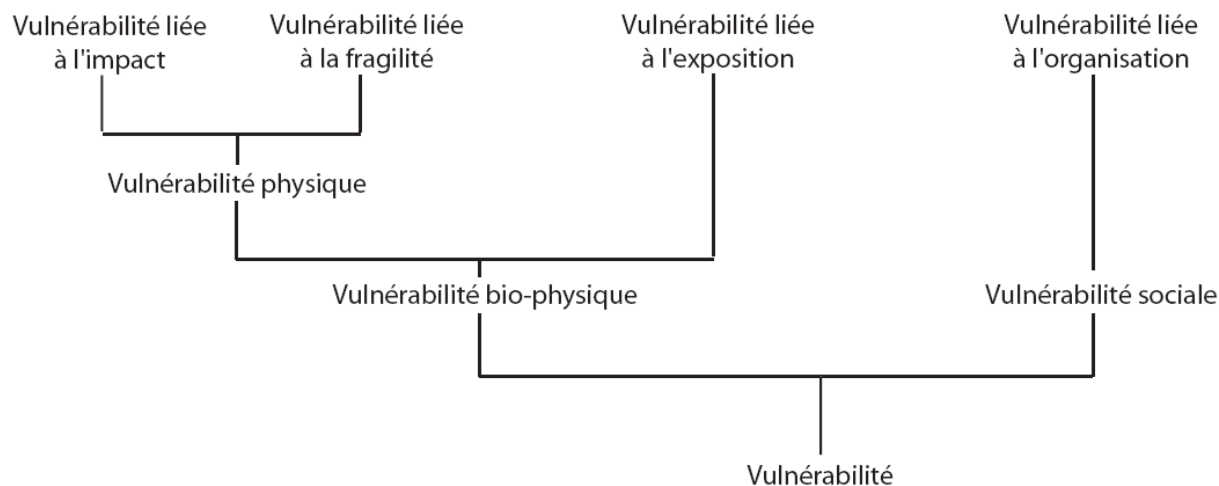 Vulnérabilité liée
à l'impact
Vulnérabilité liée
à la fragilité
Vulnérabilité liée
à l'exposition
Vulnérabilité liée
à l'organisation
Vulnérabilité physique
Vulnérabilité bio-physique
Vulnérabilité sociale
Vulnérabilité